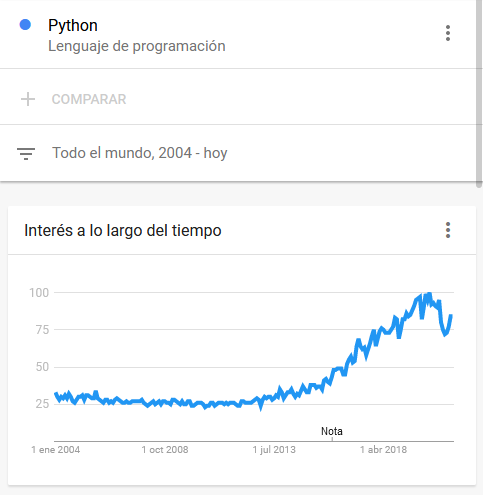 Python
Lenguaje de programación
COMPARAR
Todo el mundo, 2004 - hoy
Interés a lo largo del tiempo
100
75
50
25
Nota
1 ene 2004 1 oct 2008 1 jul 2013 1 abr 2018